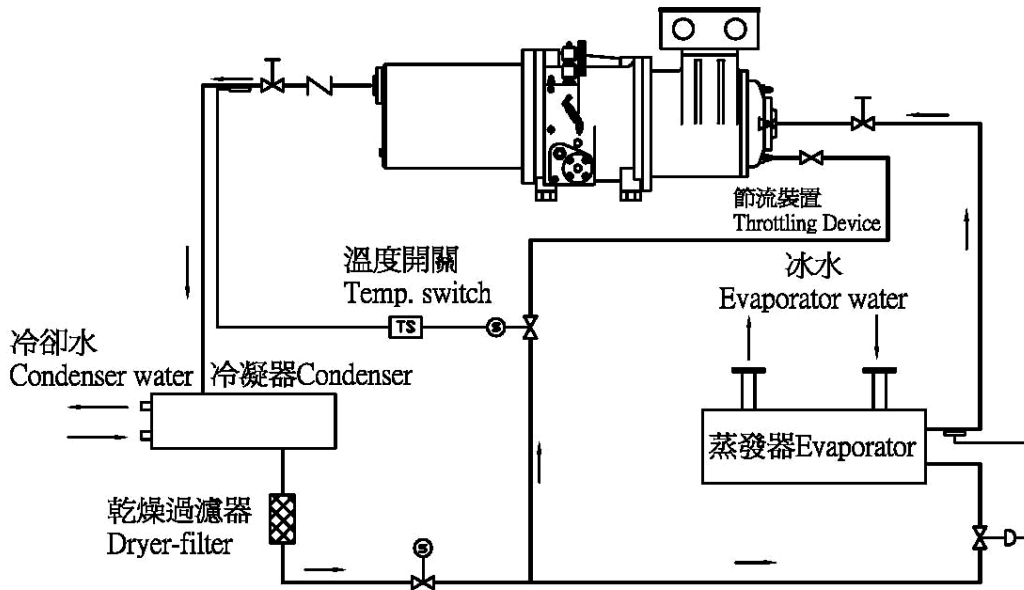 節流裝置
Throttling Device
溫度開關
Temp. switch
冰水
Evaporator water
TS
S
冷卻水
Condenser water
冷凝器Condenser
蒸發器Evaporator
乾燥過濾器
Dryer-filter
S
D